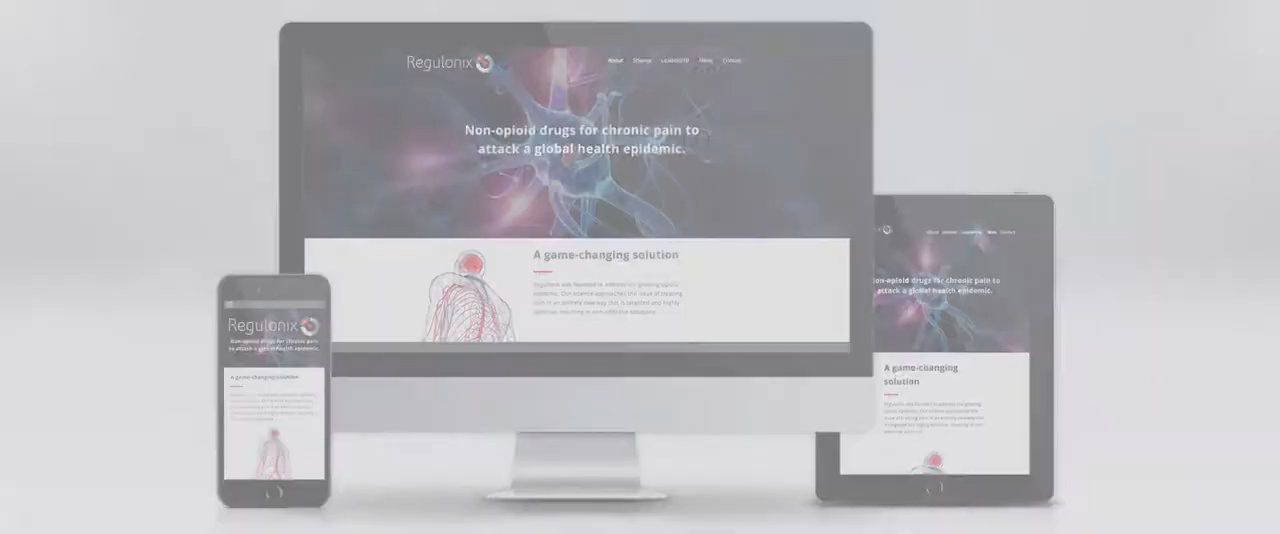 Regulonix
About Science Leadership News Contact
Non-opioid drugs for chronic pain to
attack a global health epidemic.
A game-changing solution
Regulonix was founded to address the growing opioid
epidemic. Our science approaches the issue of treating
pain in an entirely new way that is targeted and highly
selective, resulting in non-addictive solutions.
Regulonix
Non-opioid drugs for chronic pain
to attack a global health epidemic.
A game-changing solution
About Science Leadership News Contact
Non-opioid drugs for chronic pain to
attack a global health epidemic.
A game-changing
solution